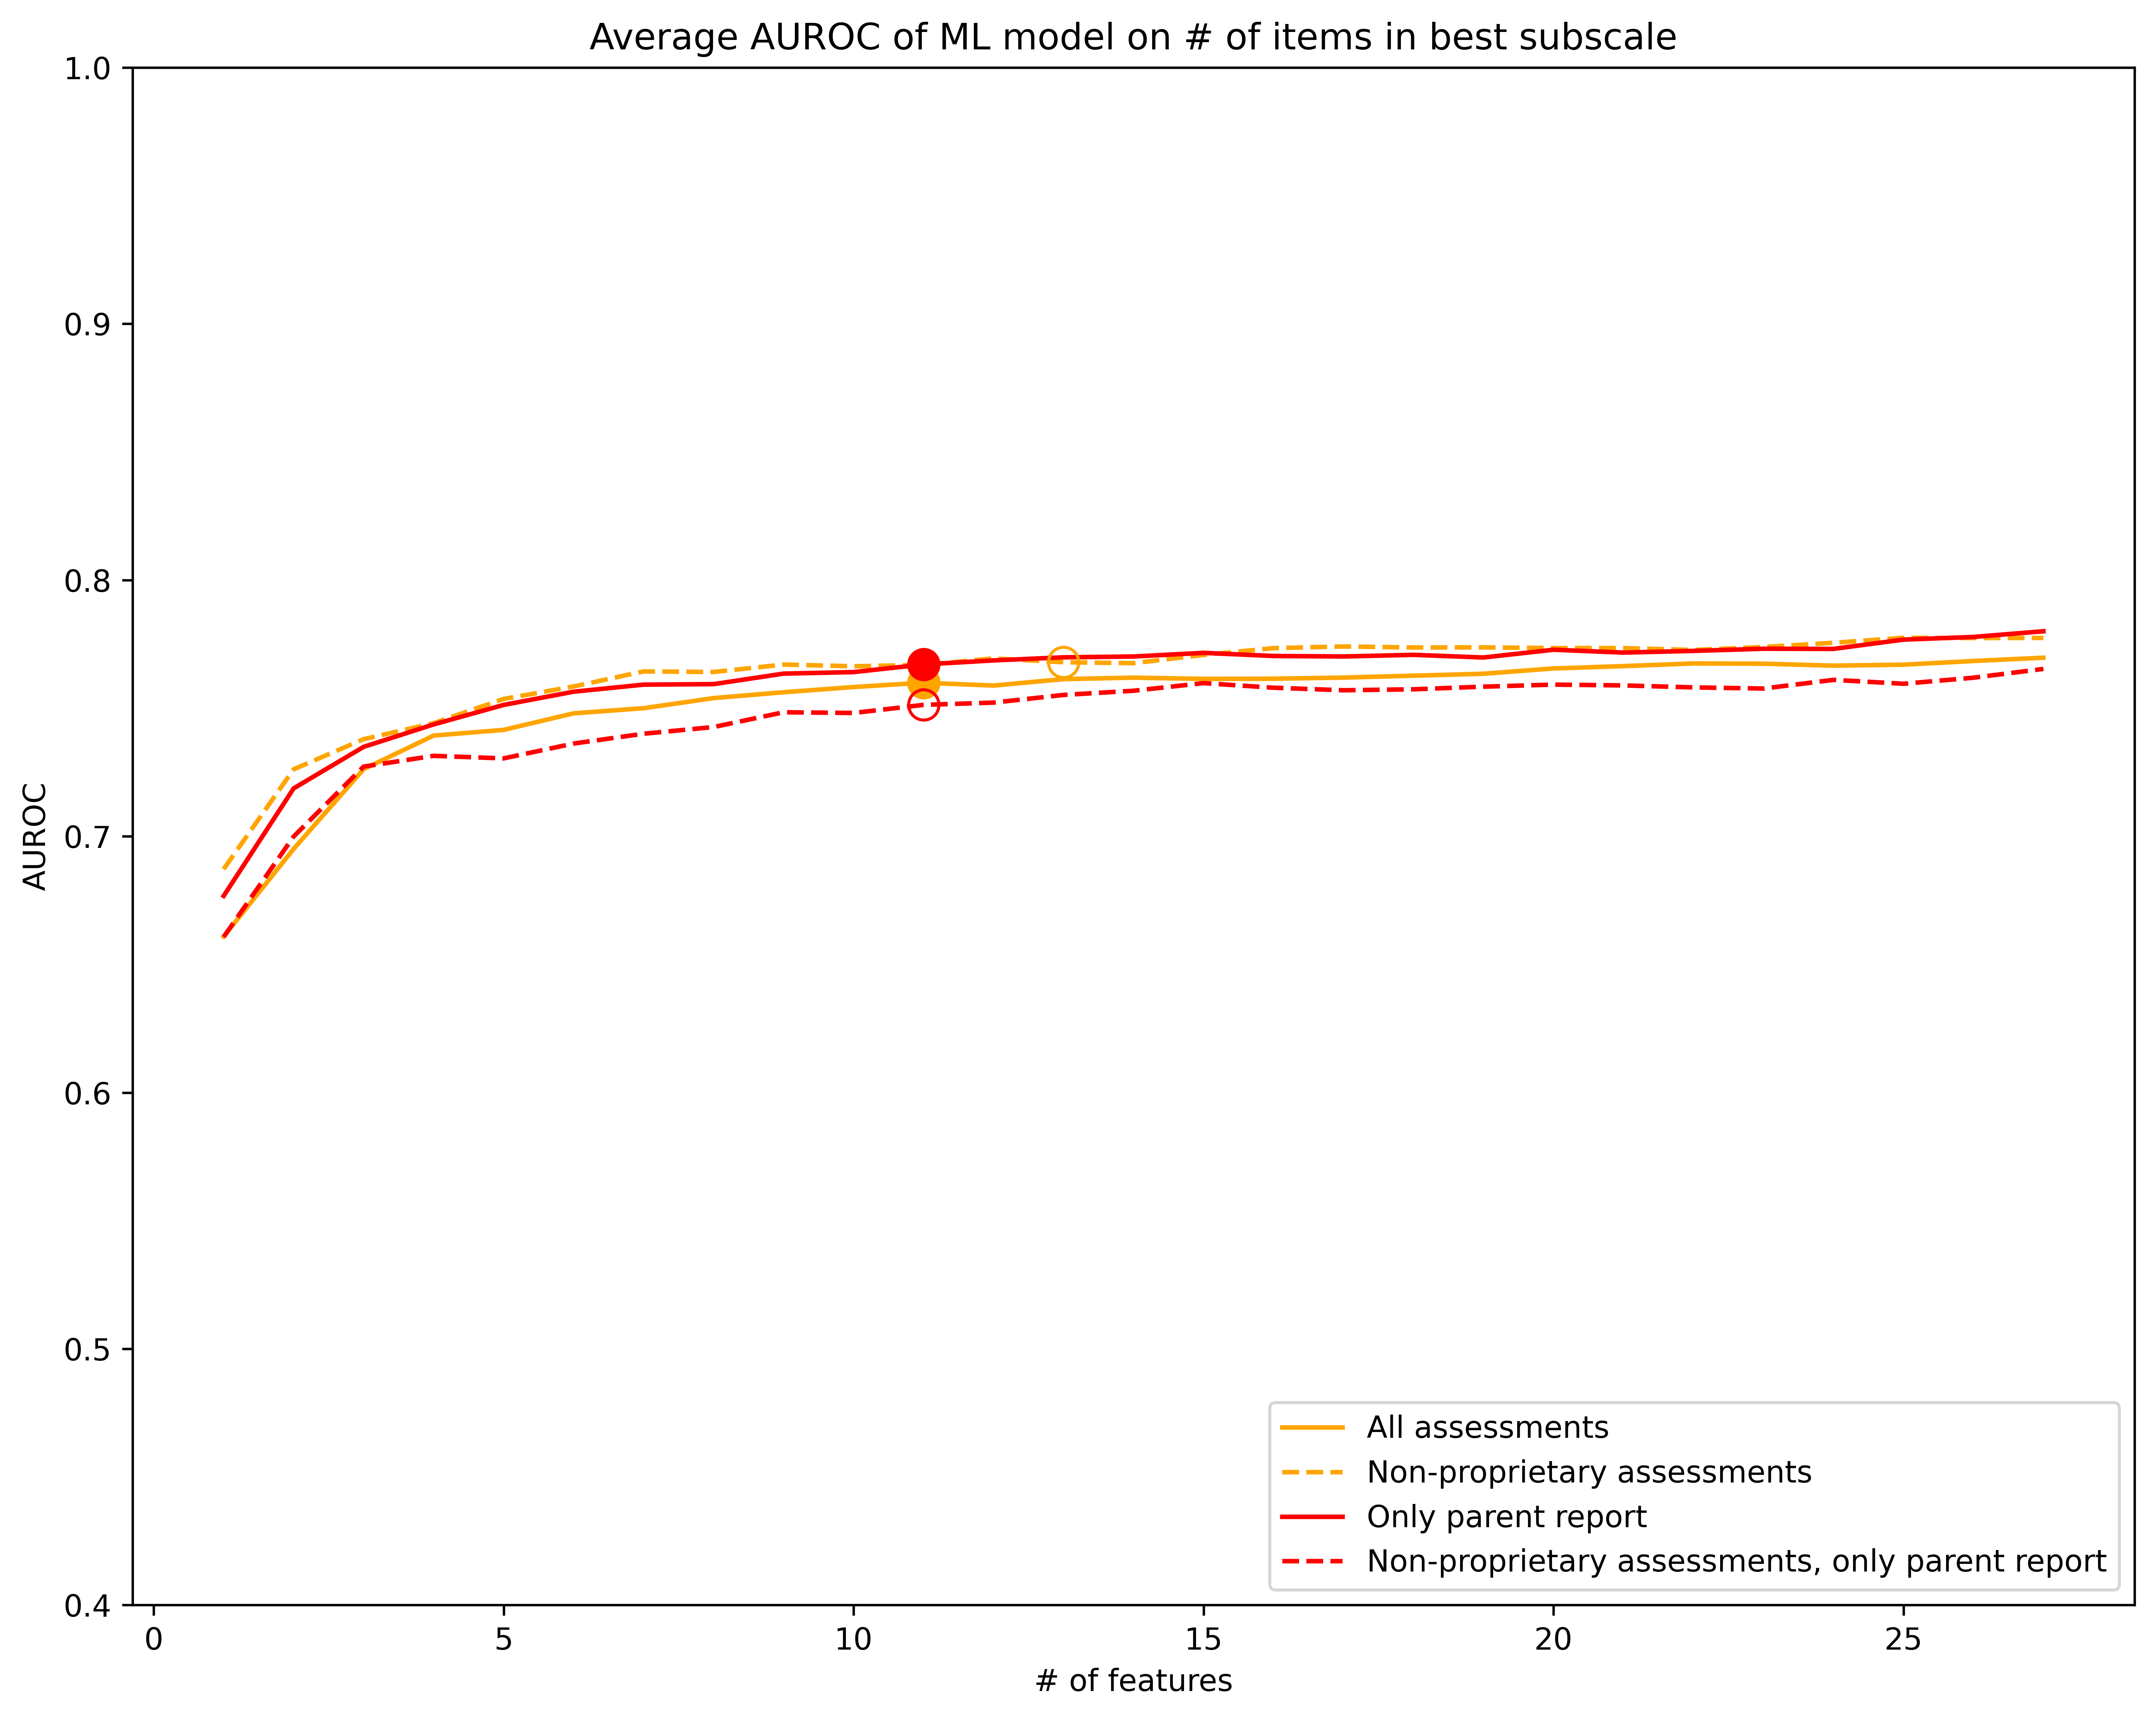 Average AUROC of ML model on # of items in best subscale
1.0
0.9
0.8
0.7
0.6
0.5
0.4
AUROC
0 5 10 15 20 25
# of features
All assessments
Non-proprietary assessments
Only parent report
Non-proprietary assessments, only parent report